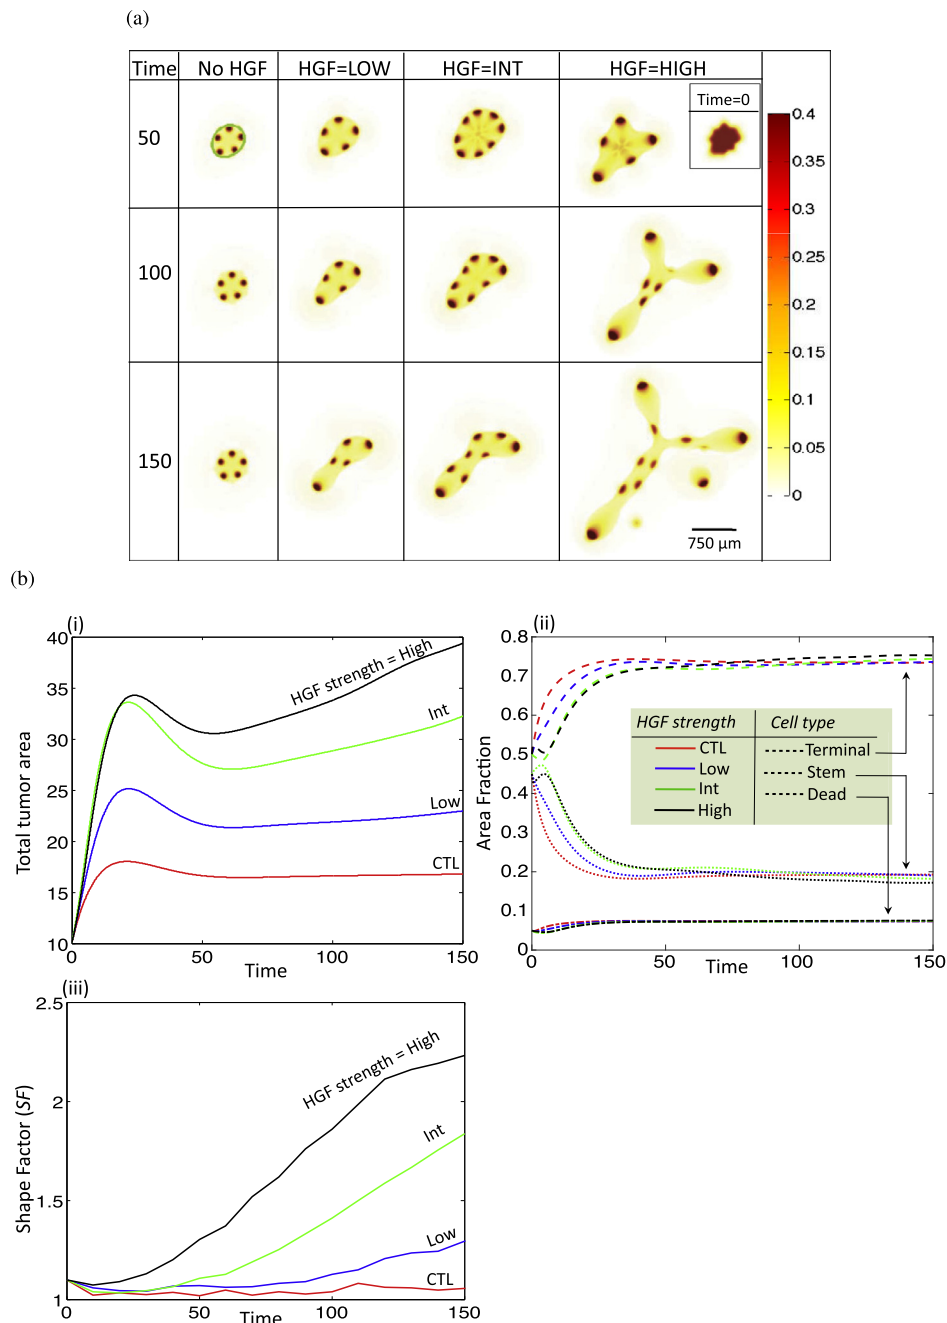 (a)
Time No HGF HGF=LOW HGF=INT HGF=HIGH
Time=0
50
100
150
750 μm
0.4
0.3
0.2
0.15
0.1
0.05
0
(b)
(i)
Total tumor area
40
35
30
25
20
15
10
HGF strength = High
Int
Low
CTL
0 50 100 150
Time
(ii)
Area Fraction
0.8
0.7
0.6
0.5
0.4
0.3
0.2
0.1
0
HGF strength Cell type
CTL Terminal
Low Stem
Int Dead
High
0 50 100 150
Time
(iii)
Shape Factor (SF)
2.5
2
1.5
1
HGF strength = High
Int
Low
CTL
0 50 100 150
Time